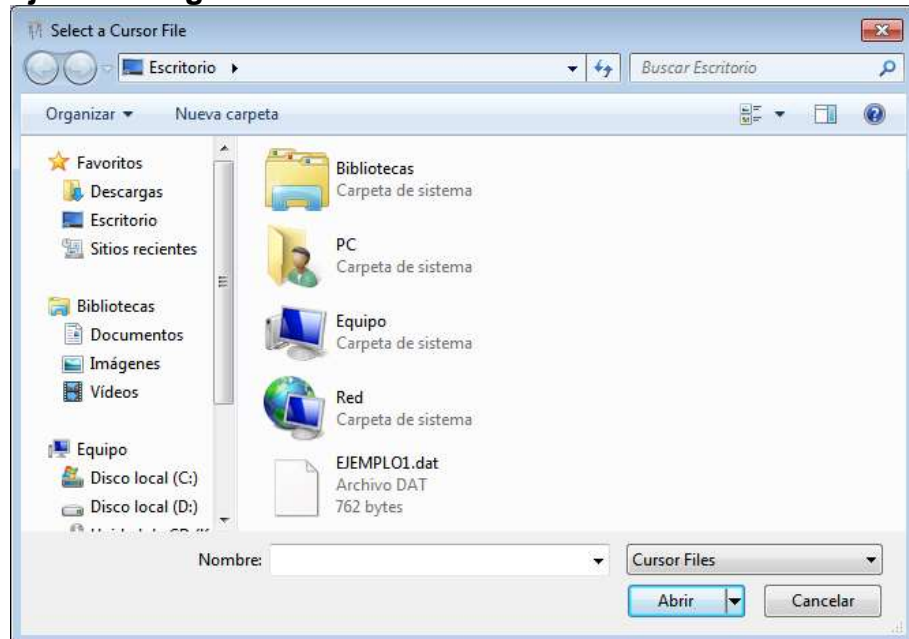 Select a Cursor File
Escritorio
Buscar Escritorio
Organizar
Nueva carpeta
Favoritos
Descargas
Escritorio
Sitios recientes
Bibliotecas
Documentos
Imágenes
Vídeos
Equipo
Disco local (C:)
Disco local (D:)
Bibliotecas
Carpeta de sistema
PC
Carpeta de sistema
Equipo
Carpeta de sistema
Red
Carpeta de sistema
EJEMPLO1.dat
Archivo DAT
762 bytes
Nombre:
Cursor Files
Abrir
Cancelar